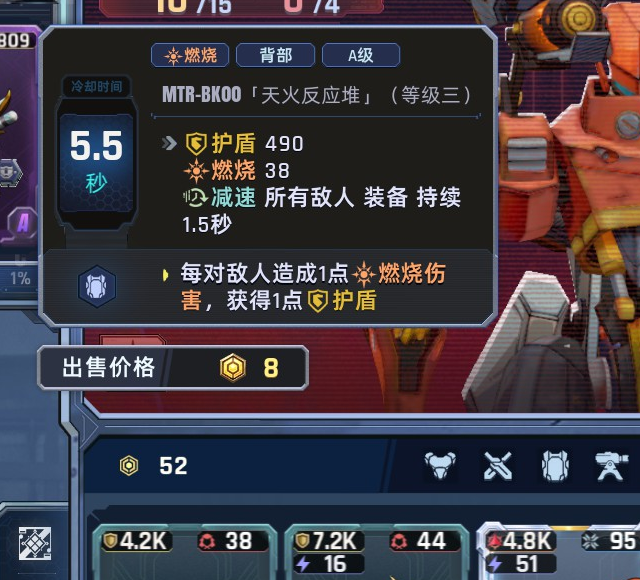 10/15
0/4
809
燃烧 背部 A级
冷却时间
MTR-BK00「天火反应堆」（等级三）
5.5
秒
护盾 490
燃烧 38
减速 所有敌人 装备 持续
1.5秒
A
1%
每对敌人造成1点燃烧伤
害，获得1点护盾
出售价格 8
52
4.2K 38 7.2K 44 4.8K 95
16 51